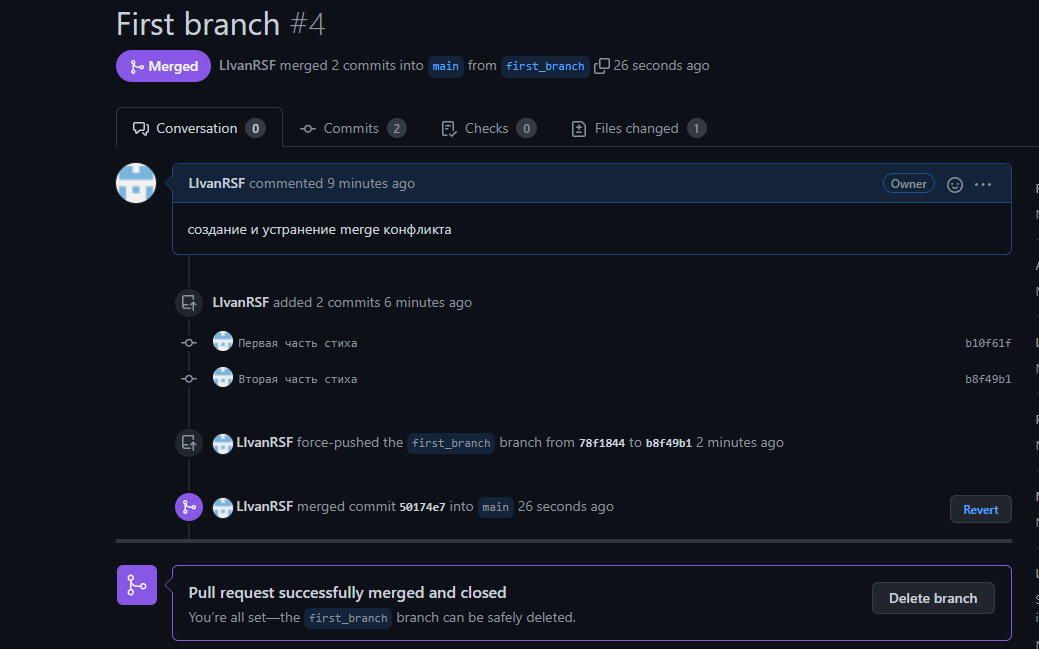 First branch #4
Merged LIvanRSF merged 2 commits into main from first_branch 26 seconds ago
Conversation 0 Commits 2 Checks 0 Files changed 1
LIvanRSF commented 9 minutes ago Owner
создание и устранение merge конфликта
LIvanRSF added 2 commits 6 minutes ago
Первая часть стиха b10f61f
Вторая часть стиха b8f49b1
LIvanRSF force-pushed the first_branch branch from 78f1844 to b8f49b1 2 minutes ago
LIvanRSF merged commit 50174e7 into main 26 seconds ago Revert
Pull request successfully merged and closed
You're all set—the first_branch branch can be safely deleted.
Delete branch